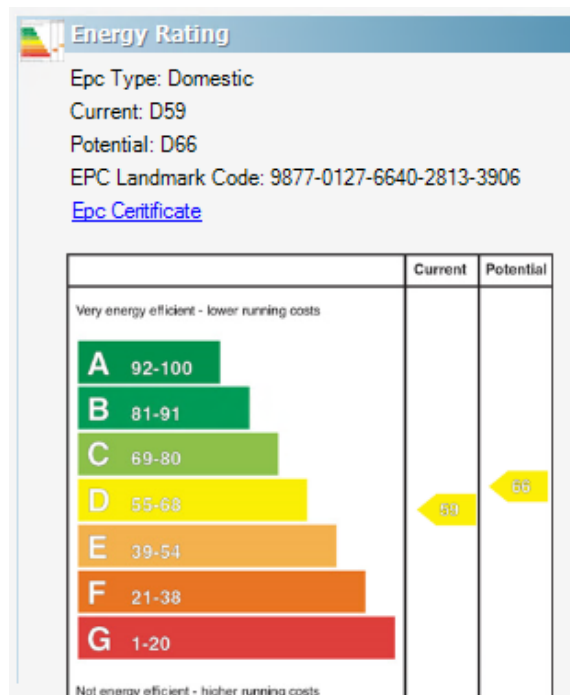 Energy Rating
Epc Type: Domestic
Current: D59
Potential: D66
EPC Landmark Code: 9877-0127-6640-2813-3906
Epc Ceritificate
Current Potential
Very energy efficient - lower running costs
A 92-100
B 81-91
C 69-80
D 55-68
66
59
E 39-54
F 21-38
G 1-20
Not energy efficient - higher running costs